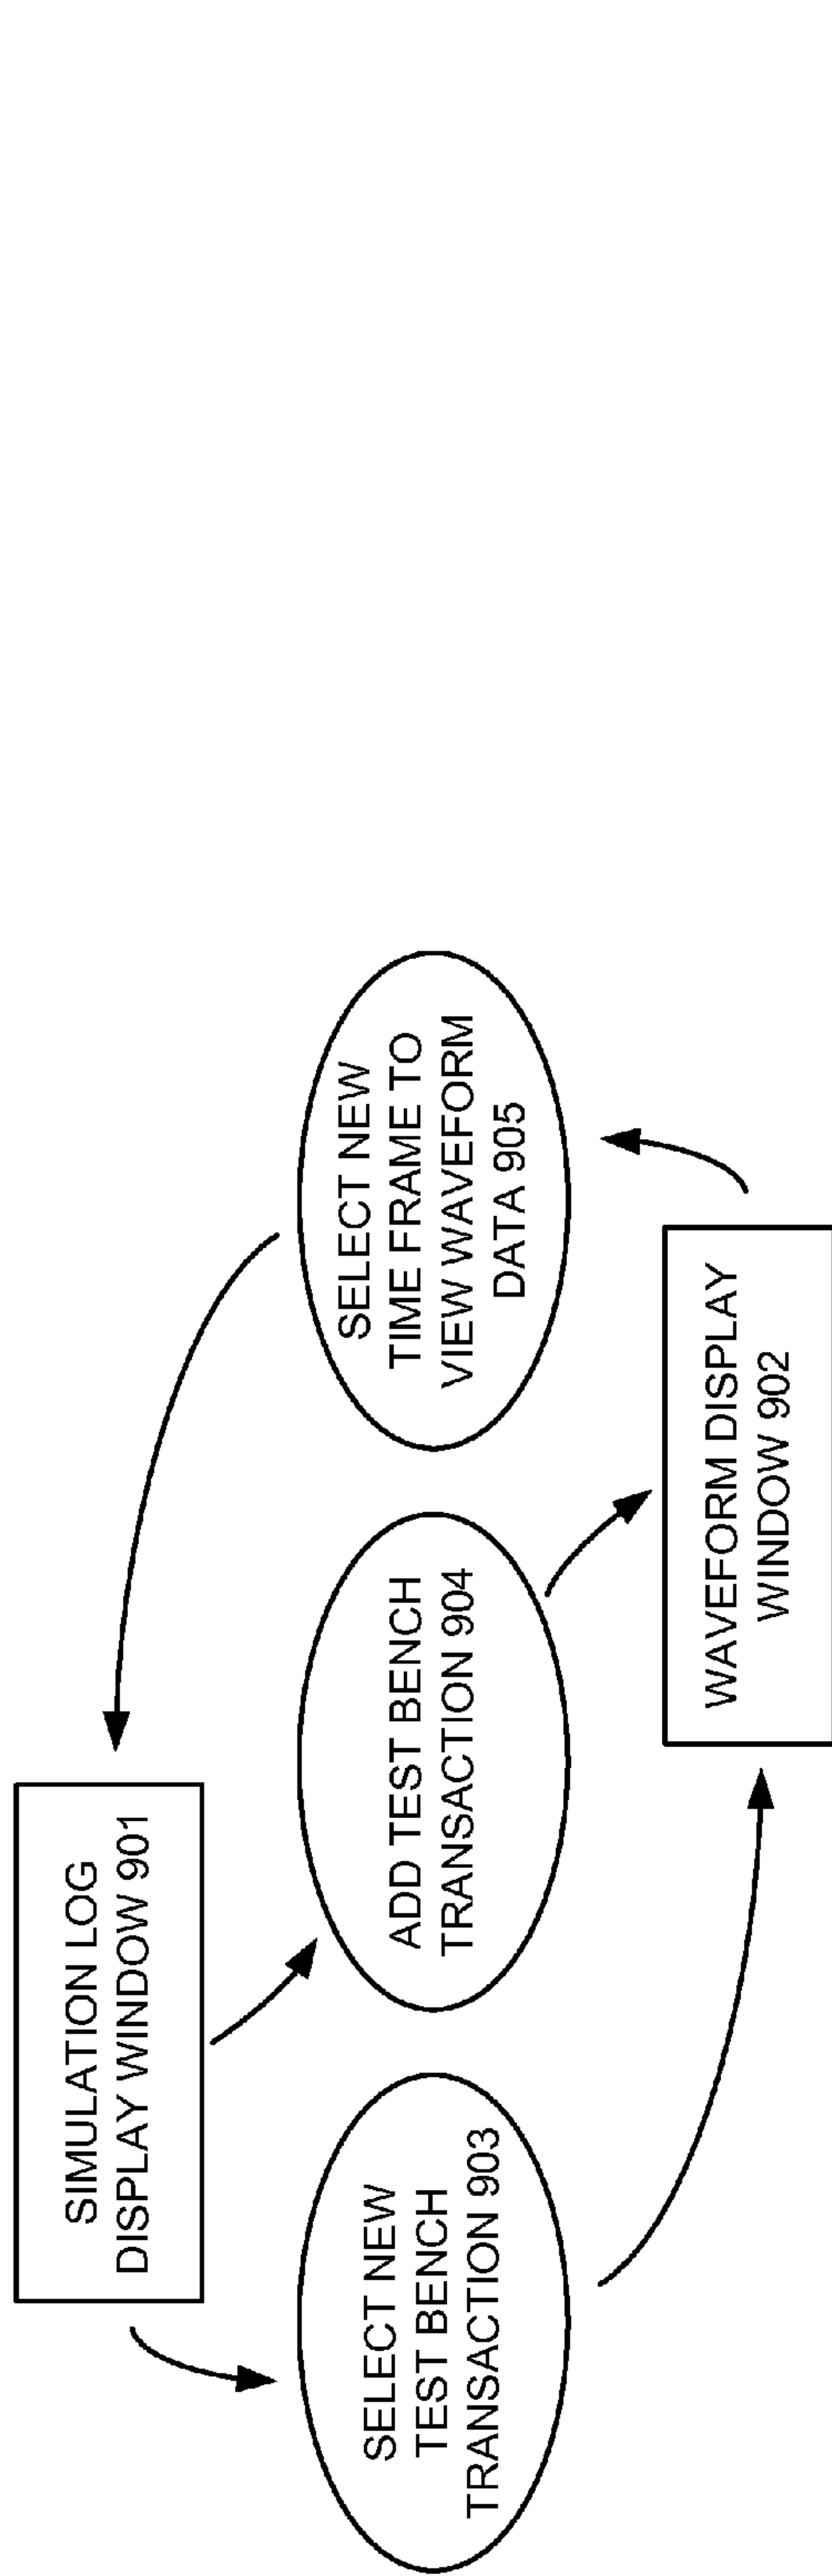 SIMULATION LOG
DISPLAY WINDOW 901
SELECT NEW
TEST BENCH
TRANSACTION 903
ADD TEST BENCH
TRANSACTION 904
SELECT NEW
TIME FRAME TO
VIEW WAVEFORM
DATA 905
WAVEFORM DISPLAY
WINDOW 902